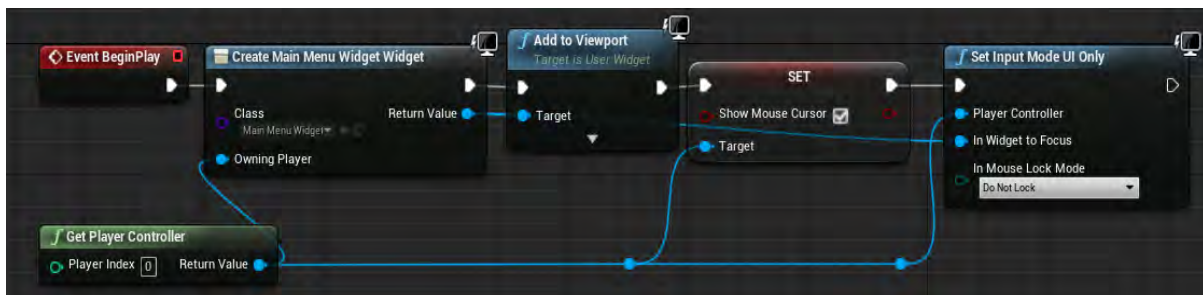 Event BeginPlay
Create Main Menu Widget Widget
Class
Main Menu Widget
Return Value
Owning Player
f Add to Viewport
Target is User Widget
Target
SET
Show Mouse Cursor
Target
f Set Input Mode UI Only
Player Controller
In Widget to Focus
In Mouse Lock Mode
Do Not Lock
f Get Player Controller
Player Index 0
Return Value